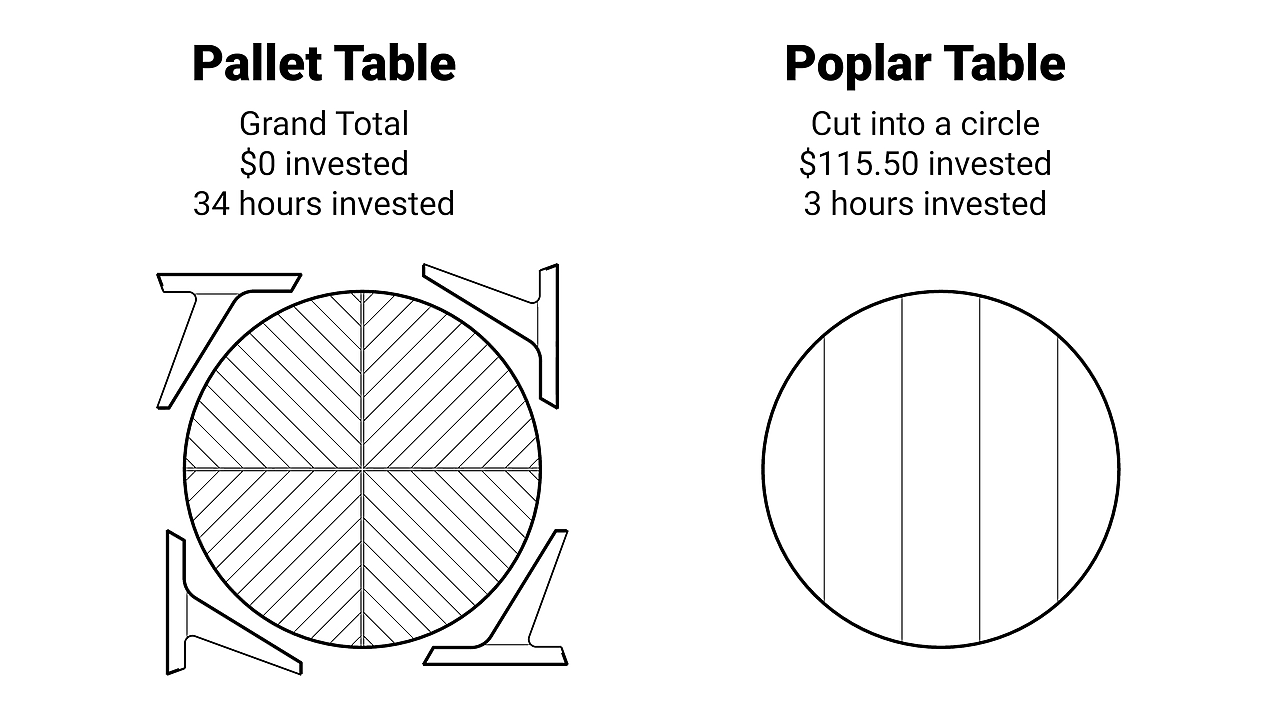 Pallet Table
Grand Total
$0 invested
34 hours invested
Poplar Table
Cut into a circle
$115.50 invested
3 hours invested